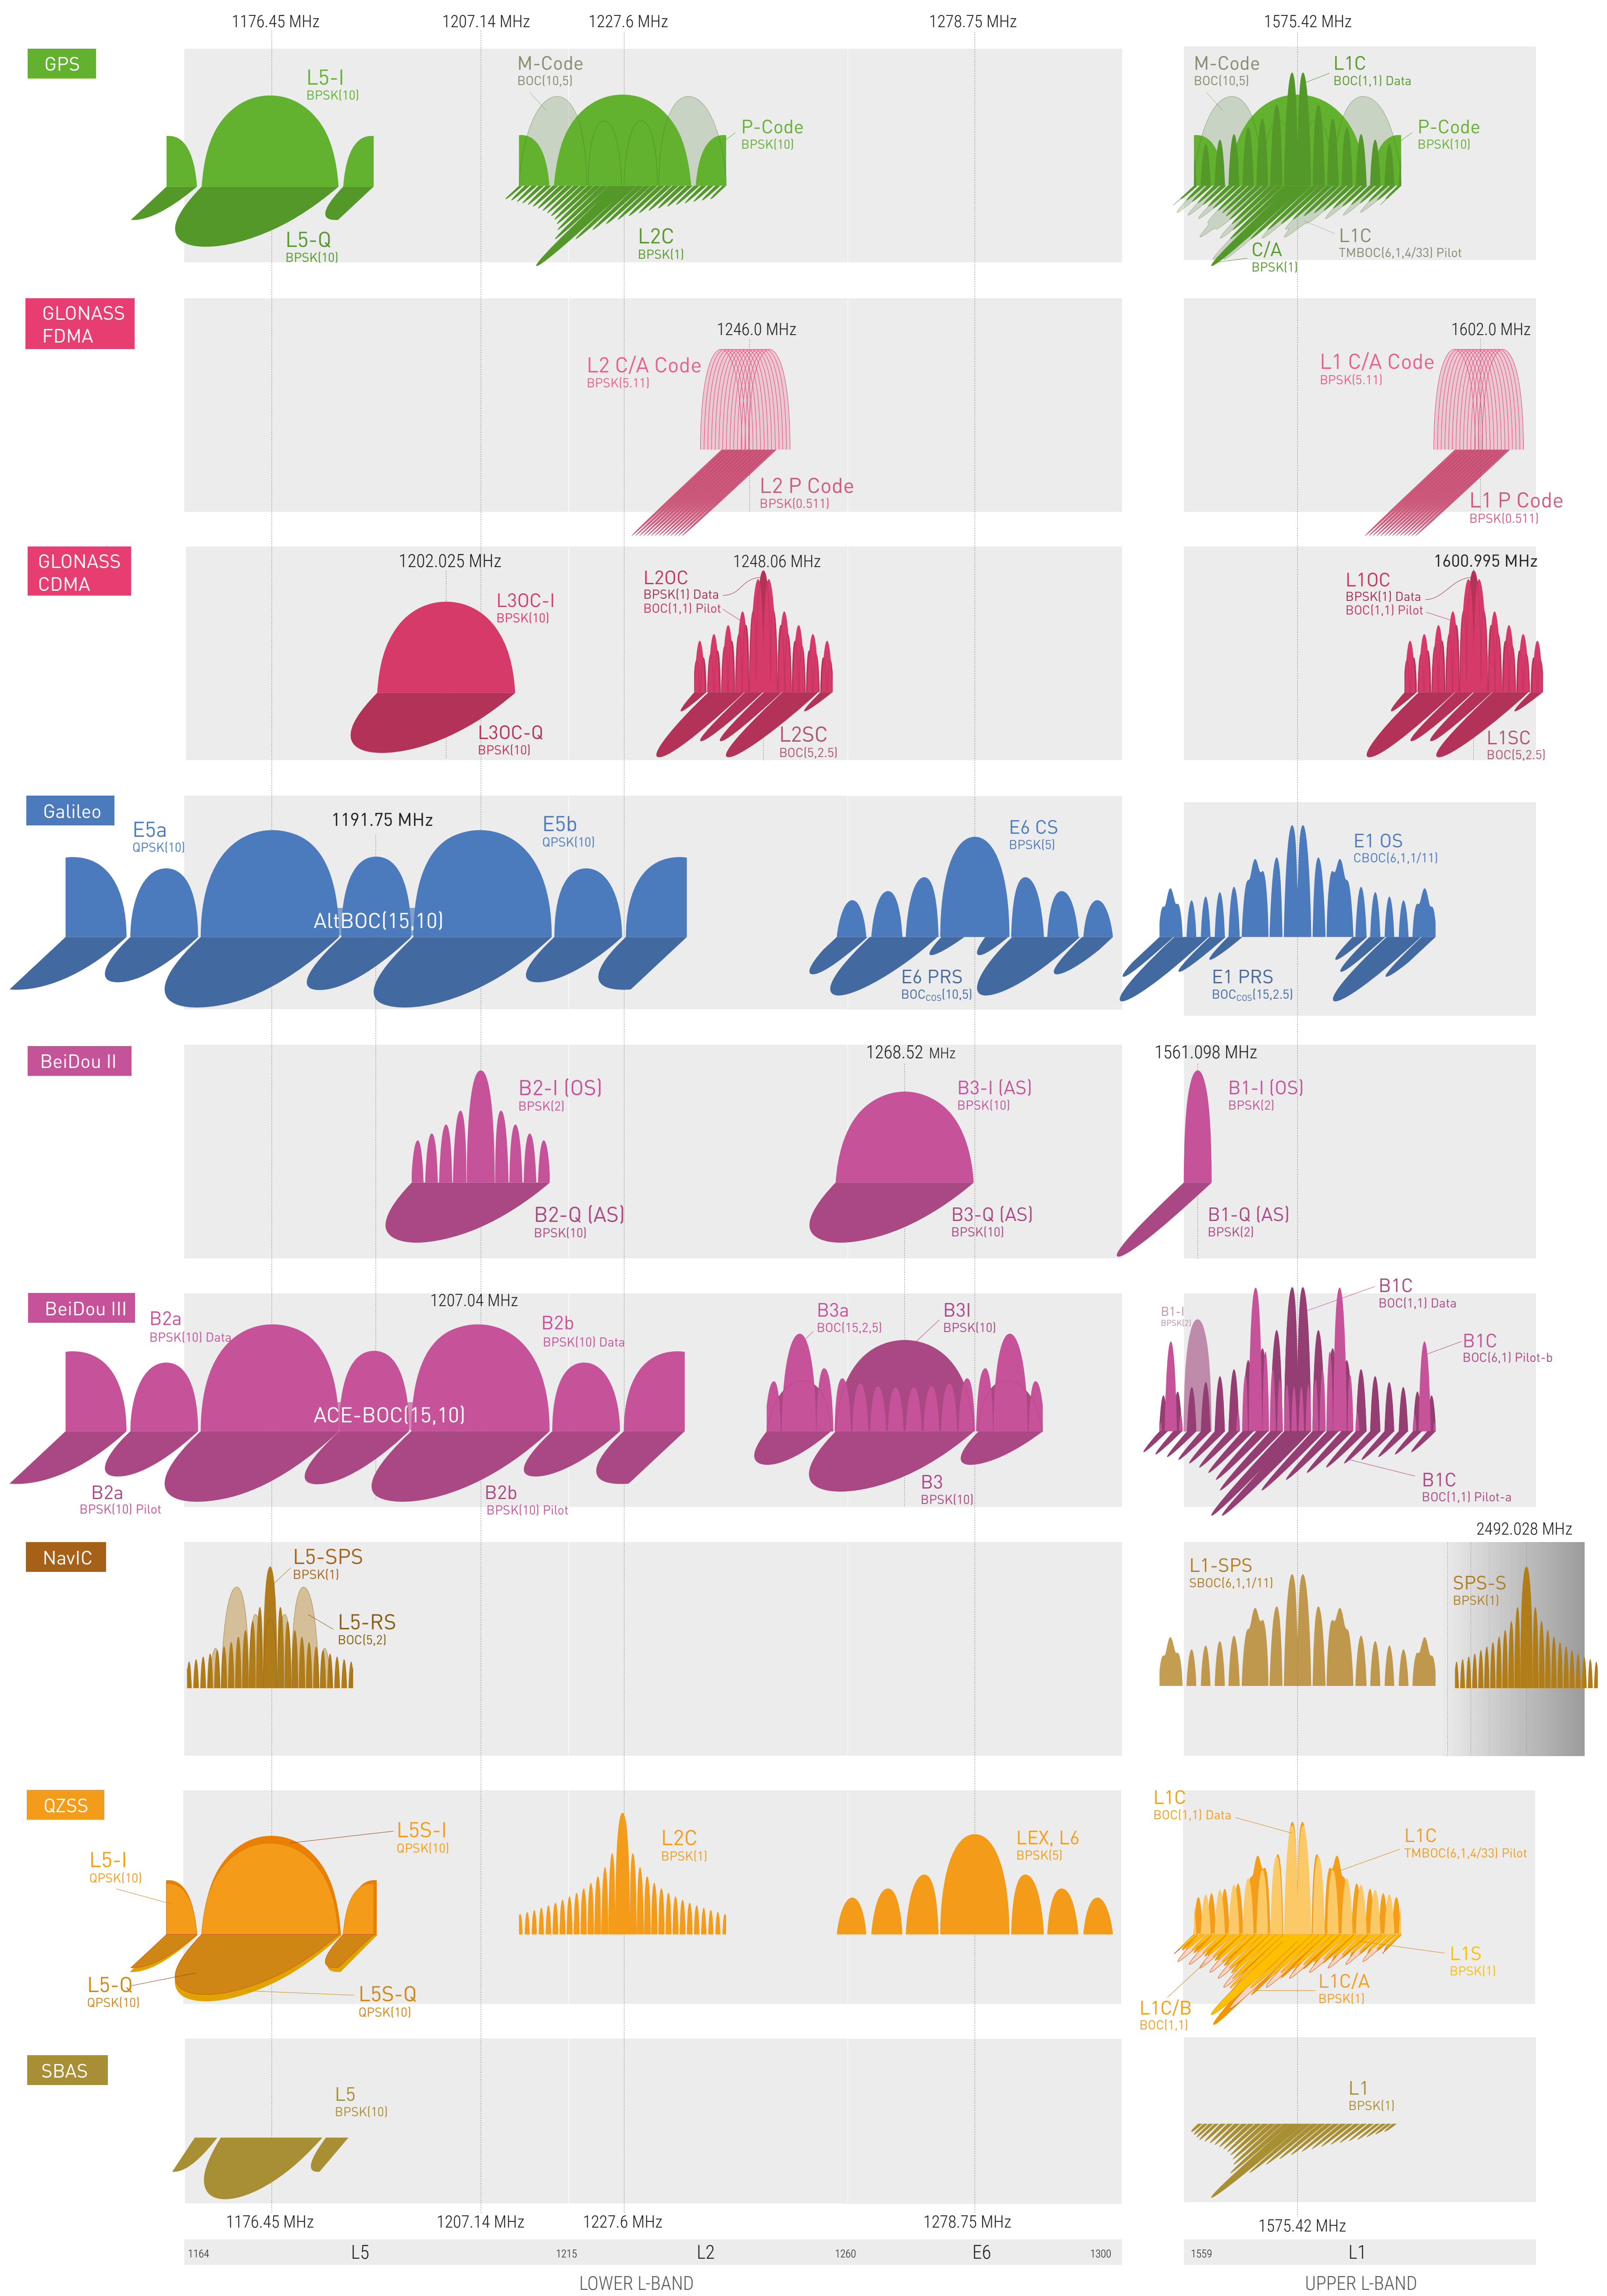 1176.45 MHz
1207.14 MHz
1227.6 MHz
1278.75 MHz
1575.42 MHz
GPS
L5-I
BPSK(10)
L5-Q
BPSK(10)
M-Code
BOC(10,5)
P-Code
BPSK(10)
L2C
BPSK(1)
M-Code
BOC(10,5)
L1C
BOC(1,1) Data
P-Code
BPSK(10)
L1C
TMBOC(6,1,4/33) Pilot
C/A
BPSK(1)
GLONASS
FDMA
1246.0 MHz
L2 C/A Code
BPSK(5.11)
L2 P Code
BPSK(0.511)
1602.0 MHz
L1 C/A Code
BPSK(5.11)
L1 P Code
BPSK(0.511)
GLONASS
CDMA
1202.025 MHz
L3OC-I
BPSK(10)
L3OC-Q
BPSK(10)
1248.06 MHz
L2OC
BPSK(1) Data
BOC(1,1) Pilot
L2SC
BOC(5,2.5)
1600.995 MHz
L1OC
BPSK(1) Data
BOC(1,1) Pilot
L1SC
BOC(5,2.5)
Galileo
E5a
QPSK(10)
1191.75 MHz
E5b
QPSK(10)
AltBOC(15,10)
E6 CS
BPSK(5)
E6 PRS
BOCcos(10,5)
E1 OS
CBOC(6,1,1/11)
E1 PRS
BOCcos(15,2.5)
BeiDou II
B2-I (OS)
BPSK(2)
B2-Q (AS)
BPSK(10)
1268.52 MHz
B3-I (AS)
BPSK(10)
B3-Q (AS)
BPSK(10)
1561.098 MHz
B1-I (OS)
BPSK(2)
B1-Q (AS)
BPSK(2)
BeiDou III
B2a
BPSK(10) Data
1207.04 MHz
B2b
BPSK(10) Data
ACE-BOC(15,10)
B2a
BPSK(10) Pilot
B2b
BPSK(10) Pilot
B3a
BOC(15,2,5)
B3I
BPSK(10)
B3
BPSK(10)
B1-I
BPSK(2)
B1C
BOC(1,1) Data
B1C
BOC(6,1) Pilot-b
B1C
BOC(1,1) Pilot-a
NavIC
L5-SPS
BPSK(1)
L5-RS
BOC(5,2)
L1-SPS
SBOC(6,1,1/11)
2492.028 MHz
SPS-S
BPSK(1)
QZSS
L5-I
QPSK(10)
L5S-I
QPSK(10)
L5-Q
QPSK(10)
L5S-Q
QPSK(10)
L2C
BPSK(1)
LEX, L6
BPSK(5)
L1C
BOC(1,1) Data
L1C
TMBOC(6,1,4/33) Pilot
L1S
BPSK(1)
L1C/A
BPSK(1)
L1C/B
BOC(1,1)
SBAS
L5
BPSK(10)
L1
BPSK(1)
1176.45 MHz
1207.14 MHz
1227.6 MHz
1278.75 MHz
1575.42 MHz
1164
L5
1215
L2
1260
E6
1300
1559
L1
LOWER L-BAND
UPPER L-BAND